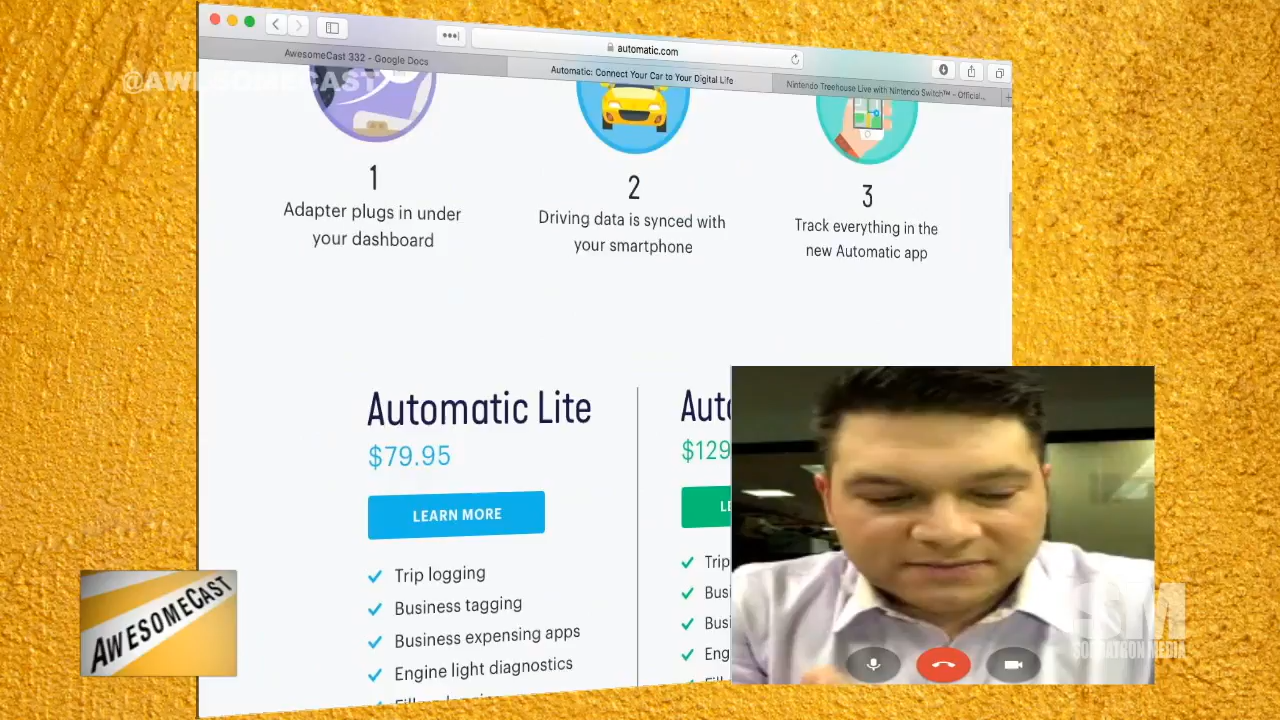 automatic.com
AwesomeCast 332 - Google Docs
Automatic: Connect Your Car to Your Digital Life
Nintendo Treehouse Live with Nintendo Switch™ - Official...
@AWESOMECAST
1
Adapter plugs in under
your dashboard
2
Driving data is synced with
your smartphone
3
Track everything in the
new Automatic app
Automatic Lite
$79.95
LEARN MORE
Trip logging
Business tagging
Business expensing apps
Engine light diagnostics
Auto
$129
LE
Trip
Busi
Busi
Eng
AWESOMECAST
SM
SORGATRON MEDIA